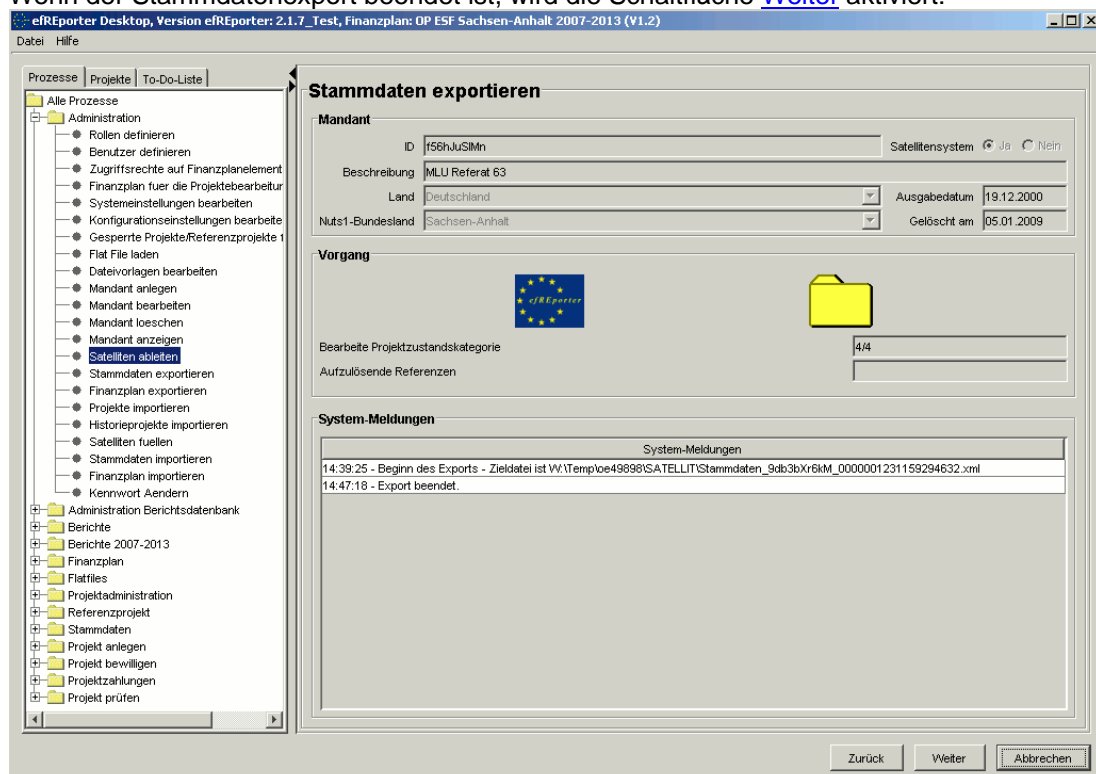 Wenn der Stammdatenexport beendet ist, wird die Schaltfläche Weiter aktiviert.
efREporter Desktop, Version efREporter: 2.1.7_Test, Finanzplan: OP ESF Sachsen-Anhalt 2007-2013 (V1.2)
Datei Hilfe
Prozesse Projekte To-Do-Liste
Alle Prozesse
Administration
Rollen definieren
Benutzer definieren
Zugriffsrechte auf Finanzplanelement
Finanzplan fuer die Projektbearbeitur
Systemeinstellungen bearbeiten
Konfigurationseinstellungen bearbeite
Gesperrte Projekte/Referenzprojekte f
Flat File laden
Dateivorlagen bearbeiten
Mandant anlegen
Mandant bearbeiten
Mandant loeschen
Mandant anzeigen
Satelliten ableiten
Stammdaten exportieren
Finanzplan exportieren
Projekte importieren
Historieprojekte importieren
Satelliten fuellen
Stammdaten importieren
Finanzplan importieren
Kennwort Aendern
Administration Berichtsdatenbank
Berichte
Berichte 2007-2013
Finanzplan
Flatfiles
Projektadministration
Referenzprojekt
Stammdaten
Projekt anlegen
Projekt bewilligen
Projektzahlungen
Projekt prüfen
Stammdaten exportieren
Mandant
ID f56hJuSlMn Satellitensystem Ja Nein
Beschreibung MLU Referat 63
Land Deutschland Ausgabedatum 19.12.2000
Nuts1-Bundesland Sachsen-Anhalt Gelöscht am 05.01.2009
Vorgang
efREporter
Bearbeite Projektzustandskategorie 4/4
Aufzulösende Referenzen
System-Meldungen
System-Meldungen
14:39:25 - Beginn des Exports - Zieldatei ist W:\Temp\oe49898\SATELLIT\Stammdaten_9db3bXr6kM_0000001231159294632.xml
14:47:18 - Export beendet.
Zurück Weiter Abbrechen